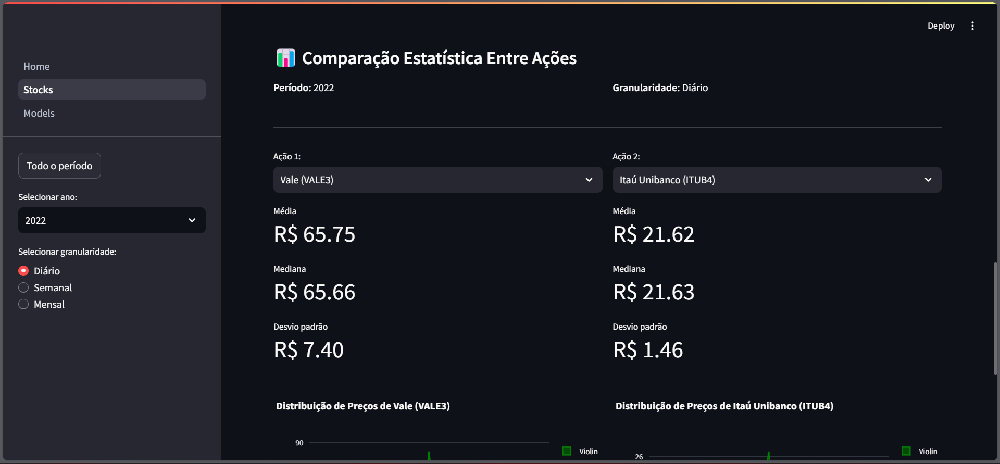 Deploy
Home
Stocks
Models
Todo o período
Selecionar ano:
2022
Selecionar granularidade:
Diário
Semanal
Mensal
Comparação Estatística Entre Ações
Período: 2022
Granularidade: Diário
Ação 1:
Vale (VALE3)
Média
R$ 65.75
Mediana
R$ 65.66
Desvio padrão
R$ 7.40
Ação 2:
Itaú Unibanco (ITUB4)
Média
R$ 21.62
Mediana
R$ 21.63
Desvio padrão
R$ 1.46
Distribuição de Preços de Vale (VALE3)
90
Violin
Distribuição de Preços de Itaú Unibanco (ITUB4)
26
Violin